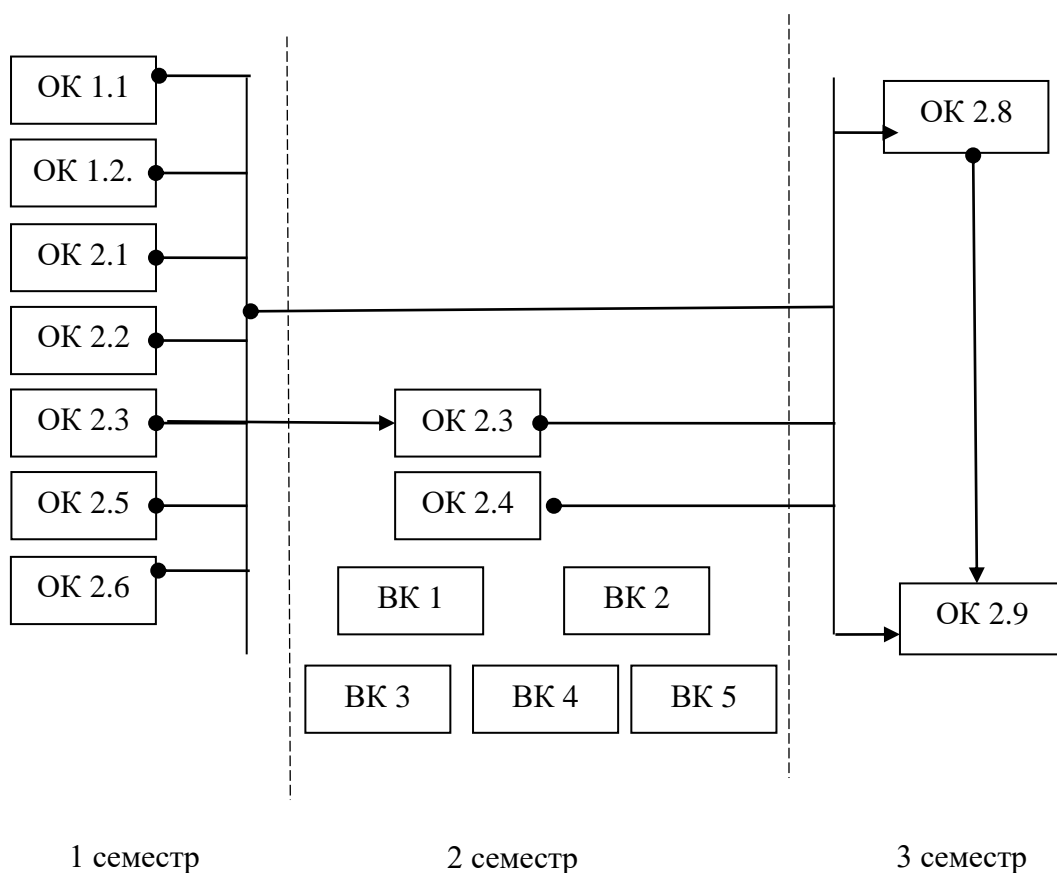 ОК 1.1
ОК 1.2.
ОК 2.1
ОК 2.2
ОК 2.3
ОК 2.5
ОК 2.6
ОК 2.3
ОК 2.4
ВК 1
ВК 2
ВК 3
ВК 4
ВК 5
ОК 2.8
ОК 2.9
1 семестр
2 семестр
3 семестр